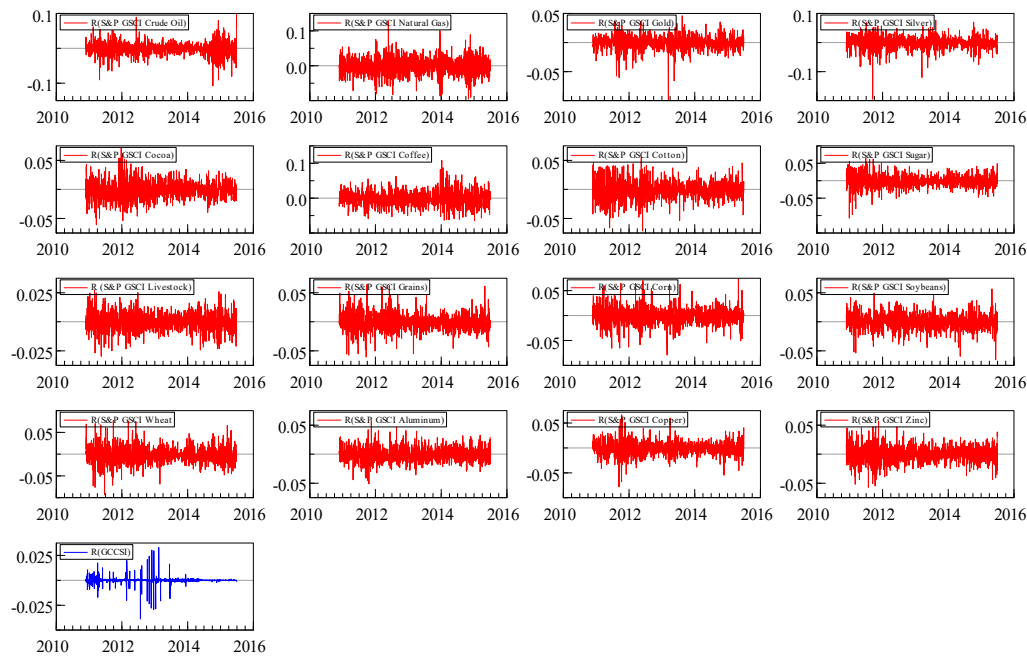 0.1 R(S&P GSCI Crude Oil)
-0.1
2010 2012 2014 2016
R(S&P GSCI Natural Gas)
0.1
0.0
2010 2012 2014 2016
0.05 R(S&P GSCI Gold)
-0.05
2010 2012 2014 2016
0.1 R(S&P GSCI Silver)
-0.1
2010 2012 2014 2016
R(S&P GSCI Cocoa)
0.05
-0.05
2010 2012 2014 2016
R(S&P GSCI Coffee)
0.1
0.0
2010 2012 2014 2016
R(S&P GSCI Cotton)
0.05
-0.05
2010 2012 2014 2016
R(S&P GSCI Sugar)
0.05
-0.05
2010 2012 2014 2016
R (S&P GSCI Livestock)
0.025
-0.025
2010 2012 2014 2016
R(S&P GSCI Grains)
0.05
-0.05
2010 2012 2014 2016
R(S&P GSCI Corn)
0.05
-0.05
2010 2012 2014 2016
R(S&P GSCI Soybeans)
0.05
-0.05
2010 2012 2014 2016
R(S&P GSCI Wheat
0.05
-0.05
2010 2012 2014 2016
R(S&P GSCI Aluminum)
0.05
-0.05
2010 2012 2014 2016
R(S&P GSCI Copper)
0.05
-0.05
2010 2012 2014 2016
R(S&P GSCI Zinc)
0.05
-0.05
2010 2012 2014 2016
R(GCCSI)
0.025
-0.025
2010 2012 2014 2016